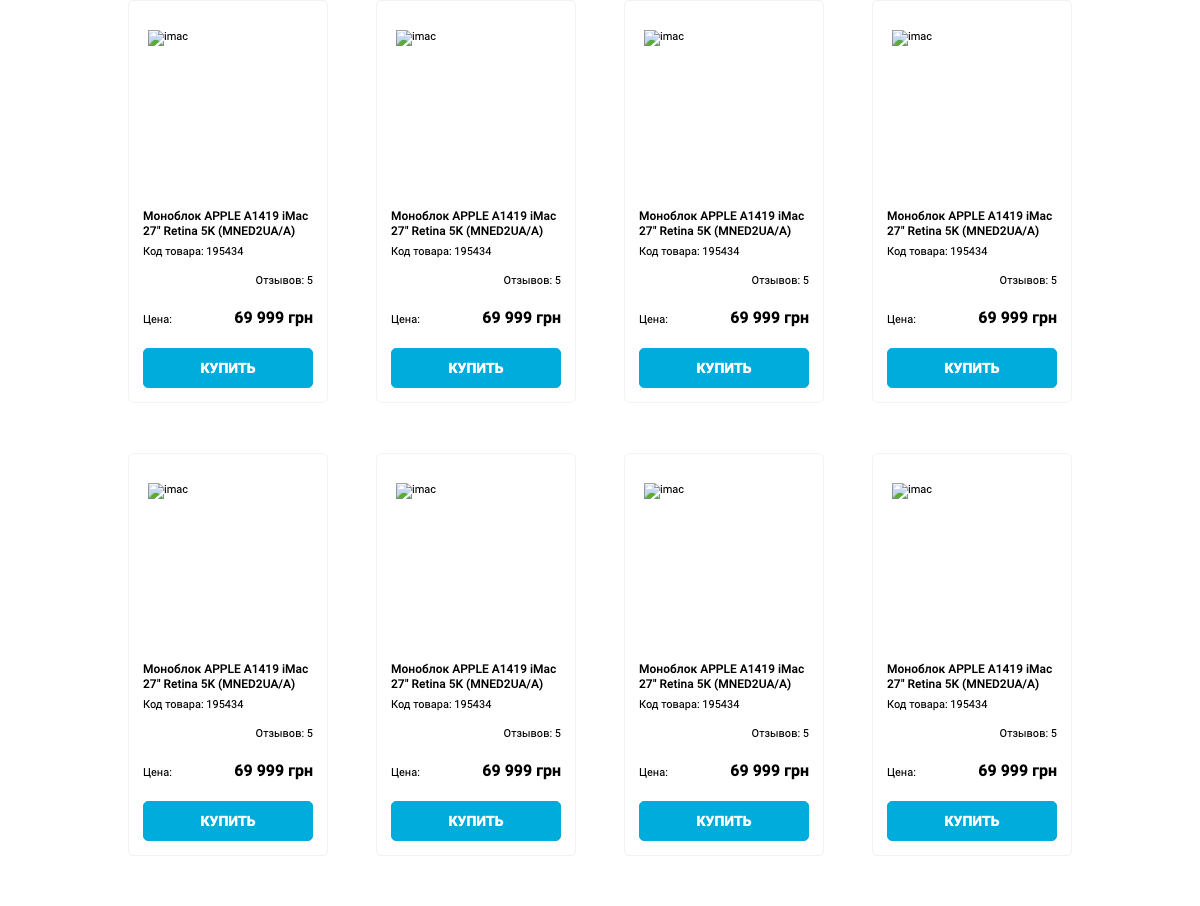 imac
Моноблок APPLE A1419 iMac
27" Retina 5K (MNED2UA/A)
Код товара: 195434
Отзывов: 5
Цена: 69 999 грн
КУПИТЬ
imac
Моноблок APPLE A1419 iMac
27" Retina 5K (MNED2UA/A)
Код товара: 195434
Отзывов: 5
Цена: 69 999 грн
КУПИТЬ
imac
Моноблок APPLE A1419 iMac
27" Retina 5K (MNED2UA/A)
Код товара: 195434
Отзывов: 5
Цена: 69 999 грн
КУПИТЬ
imac
Моноблок APPLE A1419 iMac
27" Retina 5K (MNED2UA/A)
Код товара: 195434
Отзывов: 5
Цена: 69 999 грн
КУПИТЬ
imac
Моноблок APPLE A1419 iMac
27" Retina 5K (MNED2UA/A)
Код товара: 195434
Отзывов: 5
Цена: 69 999 грн
КУПИТЬ
imac
Моноблок APPLE A1419 iMac
27" Retina 5K (MNED2UA/A)
Код товара: 195434
Отзывов: 5
Цена: 69 999 грн
КУПИТЬ
imac
Моноблок APPLE A1419 iMac
27" Retina 5K (MNED2UA/A)
Код товара: 195434
Отзывов: 5
Цена: 69 999 грн
КУПИТЬ
imac
Моноблок APPLE A1419 iMac
27" Retina 5K (MNED2UA/A)
Код товара: 195434
Отзывов: 5
Цена: 69 999 грн
КУПИТЬ